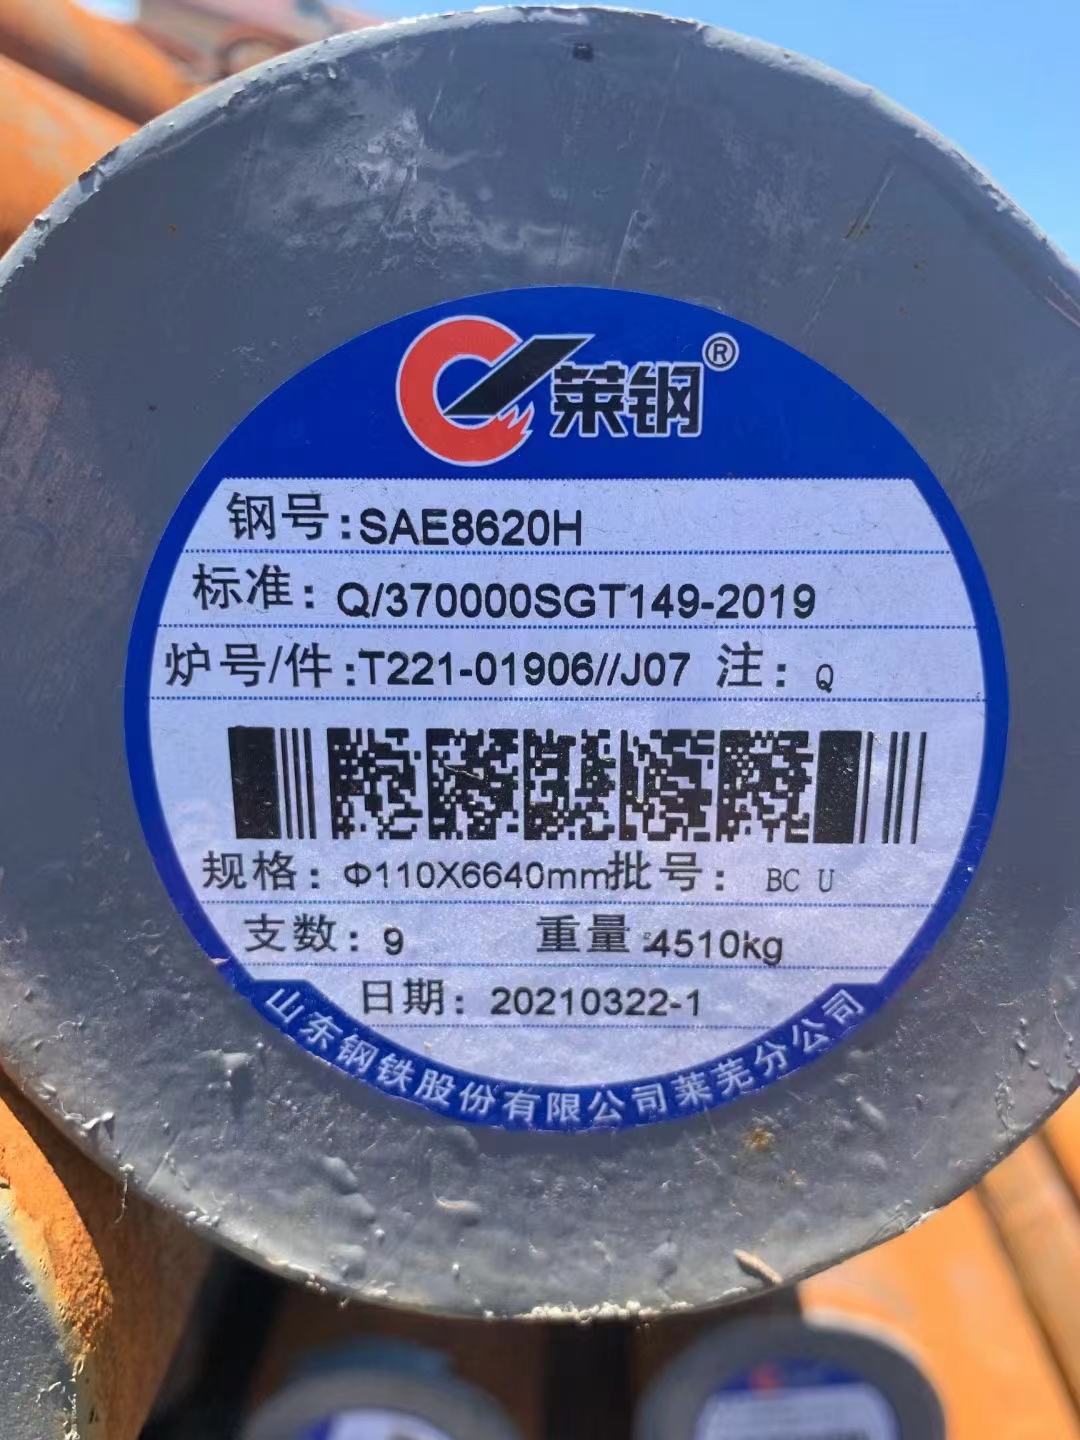 莱钢®
钢号:SAE8620H
标准: Q/370000SGT149-2019
炉号/件:T221-01906//J07 注: Q
规格: Φ110X6640mm批号: BC U
支数: 9 重量:4510kg
日期: 20210322-1
山东钢铁股份有限公司莱芜分公司